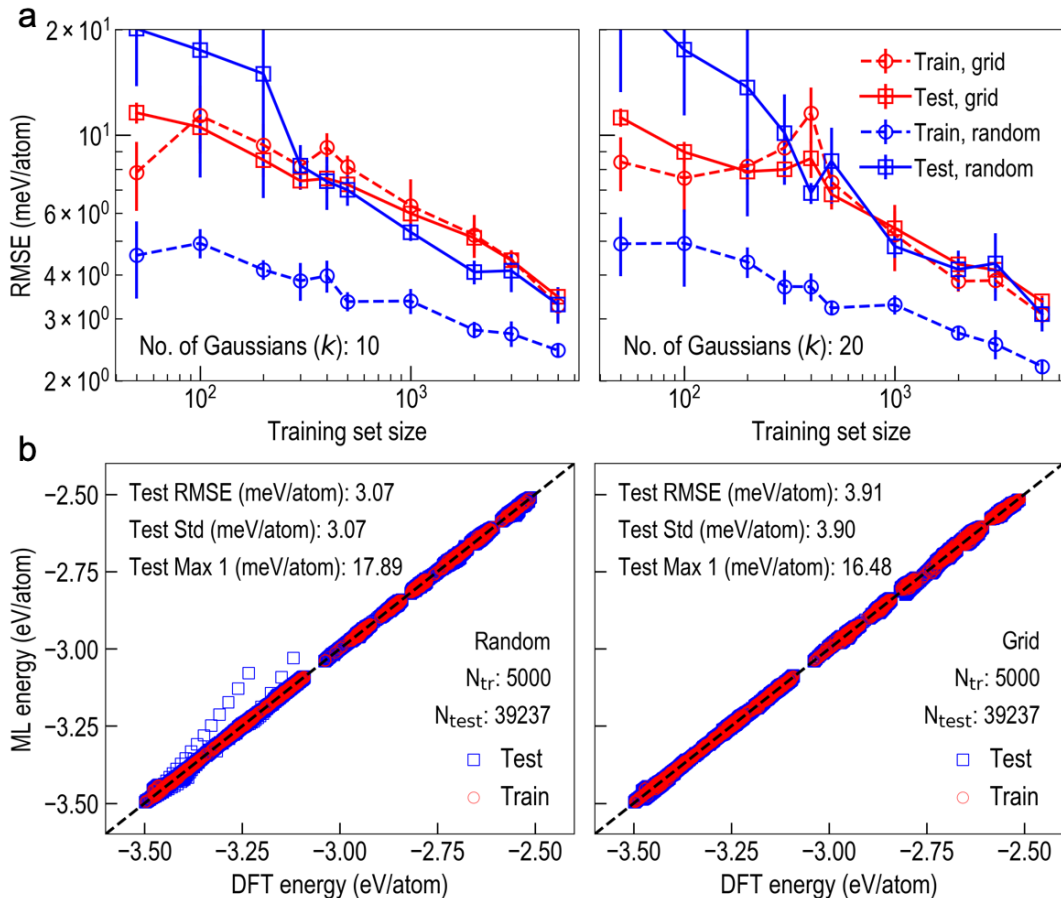 a
2 × 10¹
10¹
6 × 10⁰
4 × 10⁰
3 × 10⁰
2 × 10⁰
RMSE (meV/atom)
No. of Gaussians (k): 10
10²
10³
Training set size
Train, grid
Test, grid
Train, random
Test, random
No. of Gaussians (k): 20
10²
10³
Training set size
b
ML energy (eV/atom)
−2.50
−2.75
−3.00
−3.25
−3.50
Test RMSE (meV/atom): 3.07
Test Std (meV/atom): 3.07
Test Max 1 (meV/atom): 17.89
Random
Nₜᵣ: 5000
Nₜₑₛₜ: 39237
Test
Train
−3.50 −3.25 −3.00 −2.75 −2.50
DFT energy (eV/atom)
Test RMSE (meV/atom): 3.91
Test Std (meV/atom): 3.90
Test Max 1 (meV/atom): 16.48
Grid
Nₜᵣ: 5000
Nₜₑₛₜ: 39237
Test
Train
−3.50 −3.25 −3.00 −2.75 −2.50
DFT energy (eV/atom)